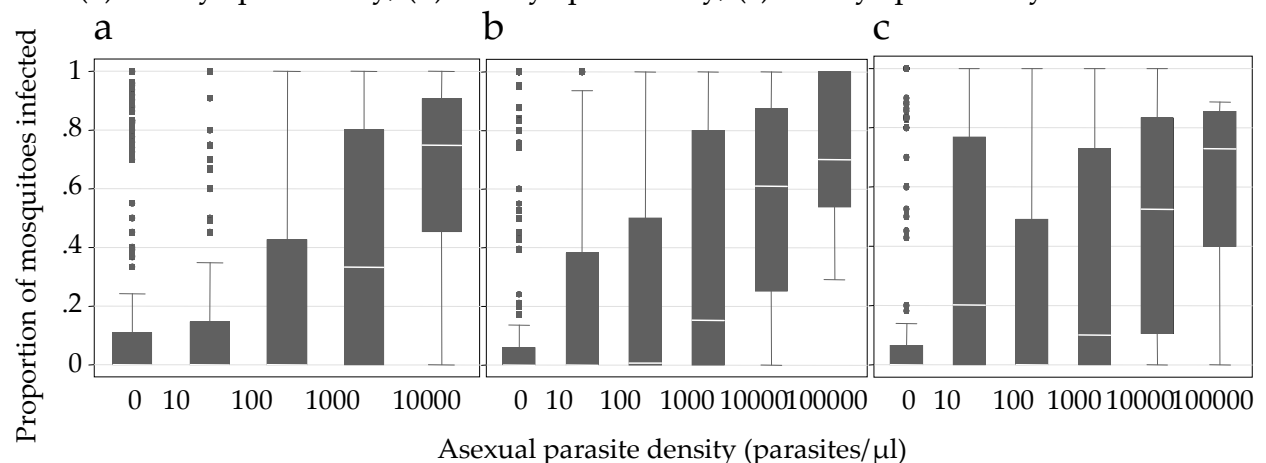 a b c
Proportion of mosquitoes infected
1
.8
.6
.4
.2
0
0 10 100 1000 10000
0 10 100 1000 10000 100000
0 10 100 1000 10000 100000
Asexual parasite density (parasites/µl)